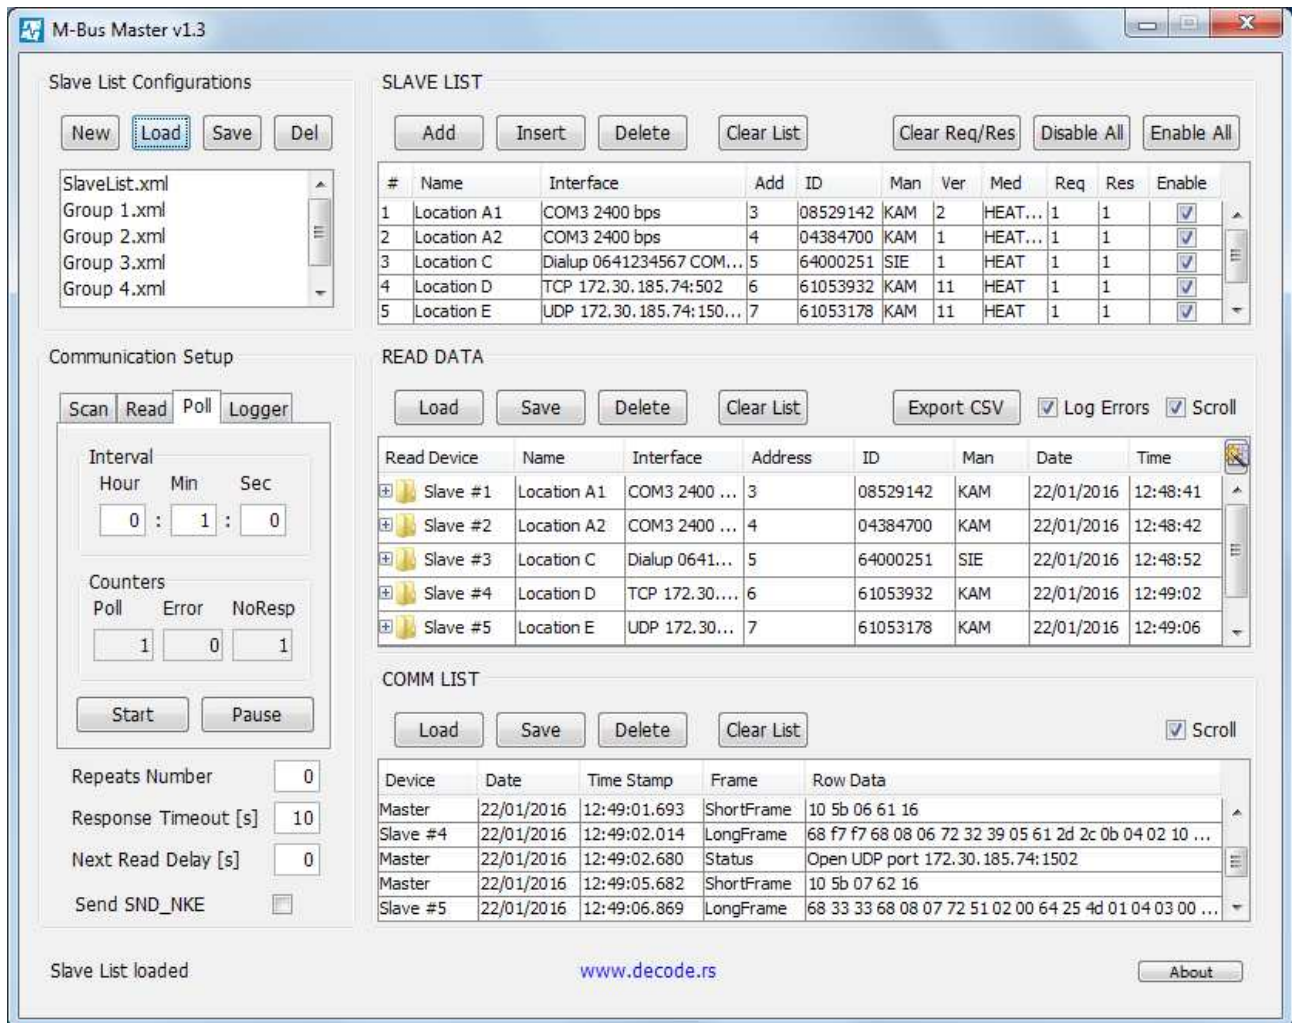 M-Bus Master v1.3
Slave List Configurations
New Load Save Del
SlaveList.xml
Group 1.xml
Group 2.xml
Group 3.xml
Group 4.xml
SLAVE LIST
Add Insert Delete Clear List Clear Req/Res Disable All Enable All
# Name Interface Add ID Man Ver Med Req Res Enable
1 Location A1 COM3 2400 bps 3 08529142 KAM 2 HEAT... 1 1
2 Location A2 COM3 2400 bps 4 04384700 KAM 1 HEAT... 1 1
3 Location C Dialup 0641234567 COM... 5 64000251 SIE 1 HEAT 1 1
4 Location D TCP 172.30.185.74:502 6 61053932 KAM 11 HEAT 1 1
5 Location E UDP 172.30.185.74:150... 7 61053178 KAM 11 HEAT 1 1
Communication Setup
Scan Read Poll Logger
Interval
Hour Min Sec
0 : 1 : 0
Counters
Poll Error NoResp
1 0 1
Start Pause
Repeats Number 0
Response Timeout [s] 10
Next Read Delay [s] 0
Send SND_NKE
READ DATA
Load Save Delete Clear List Export CSV Log Errors Scroll
Read Device Name Interface Address ID Man Date Time
Slave #1 Location A1 COM3 2400 ... 3 08529142 KAM 22/01/2016 12:48:41
Slave #2 Location A2 COM3 2400 ... 4 04384700 KAM 22/01/2016 12:48:42
Slave #3 Location C Dialup 0641... 5 64000251 SIE 22/01/2016 12:48:52
Slave #4 Location D TCP 172.30.... 6 61053932 KAM 22/01/2016 12:49:02
Slave #5 Location E UDP 172.30... 7 61053178 KAM 22/01/2016 12:49:06
COMM LIST
Load Save Delete Clear List Scroll
Device Date Time Stamp Frame Row Data
Master 22/01/2016 12:49:01.693 ShortFrame 10 5b 06 61 16
Slave #4 22/01/2016 12:49:02.014 LongFrame 68 f7 f7 68 08 06 72 32 39 05 61 2d 2c 0b 04 02 10 ...
Master 22/01/2016 12:49:02.680 Status Open UDP port 172.30.185.74:1502
Master 22/01/2016 12:49:05.682 ShortFrame 10 5b 07 62 16
Slave #5 22/01/2016 12:49:06.869 LongFrame 68 33 33 68 08 07 72 51 02 00 64 25 4d 01 04 03 00 ...
Slave List loaded www.decode.rs About